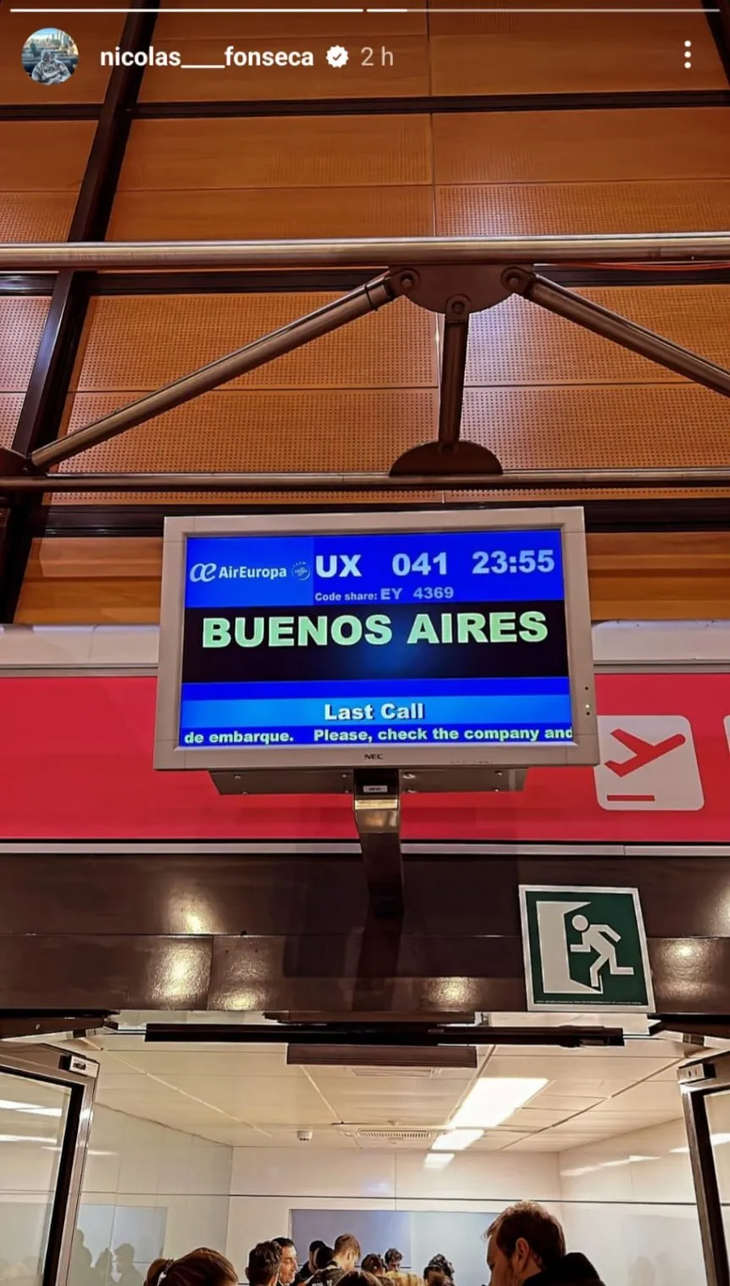 nicolas___fonseca 2 h
AirEuropa UX 041 23:55
Code share: EY 4369
BUENOS AIRES
Last Call
de embarque. Please, check the company and
NEC